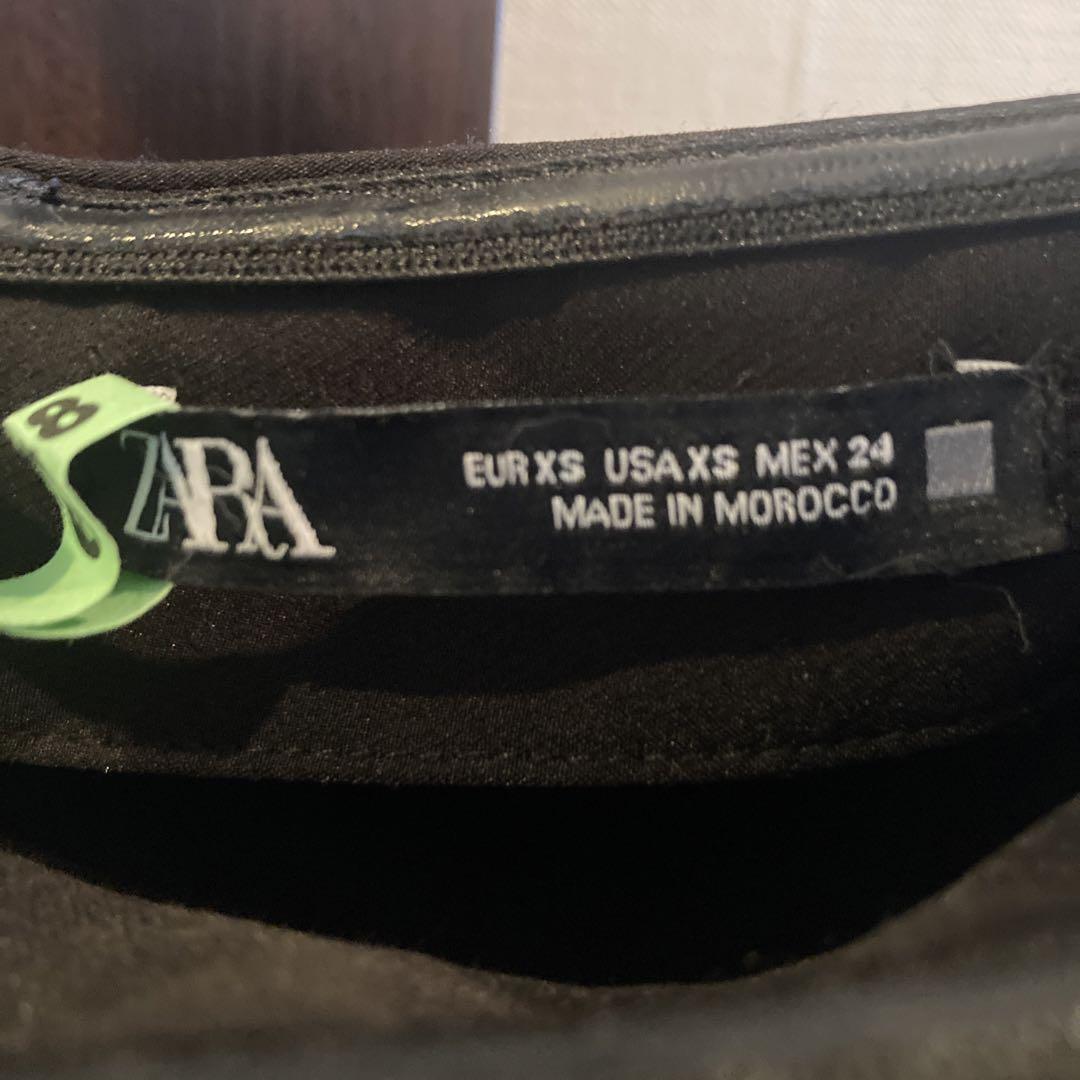 8
ZARA
EUR XS USA XS MEX 24
MADE IN MOROCCO